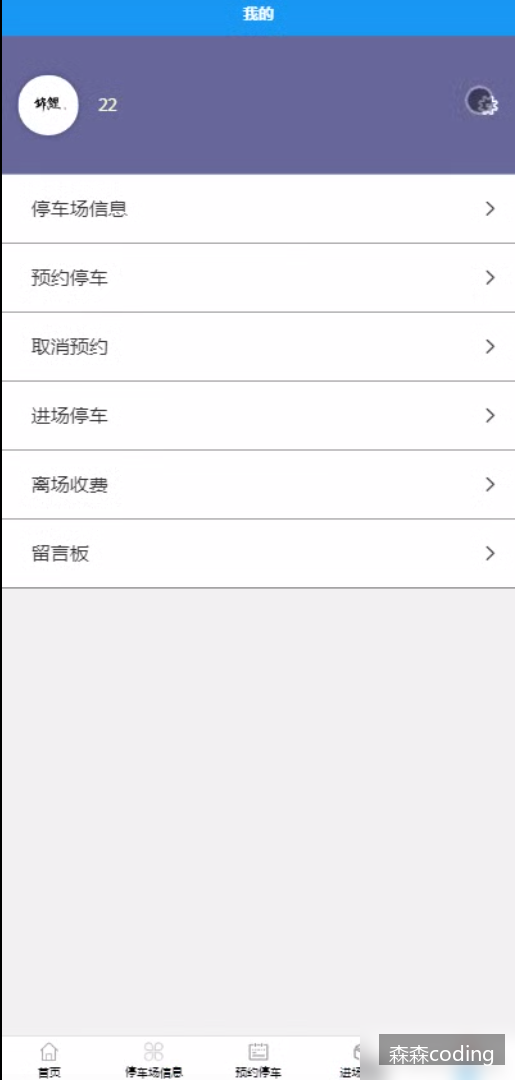 我的
锦鲤
22
停车场信息
预约停车
取消预约
进场停车
离场收费
留言板
首页
停车场信息
预约停车
进场
森森coding